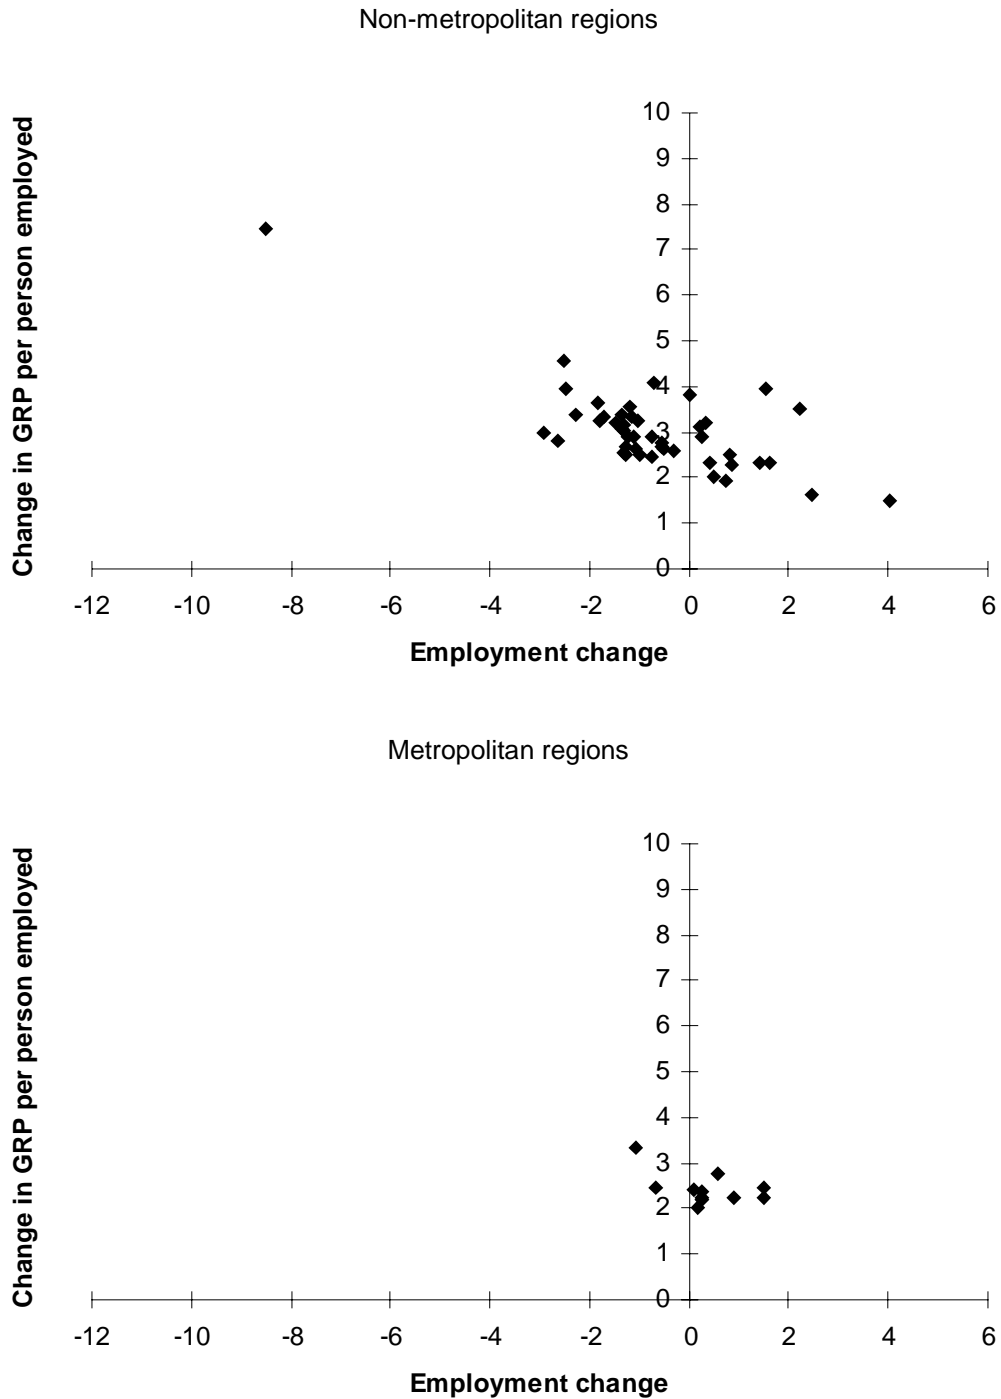 Non-metropolitan regions
Change in GRP per person employed
10
9
8
7
6
5
4
3
2
1
0
-12 -10 -8 -6 -4 -2 0 2 4 6
Employment change
Metropolitan regions
Change in GRP per person employed
10
9
8
7
6
5
4
3
2
1
0
-12 -10 -8 -6 -4 -2 0 2 4 6
Employment change